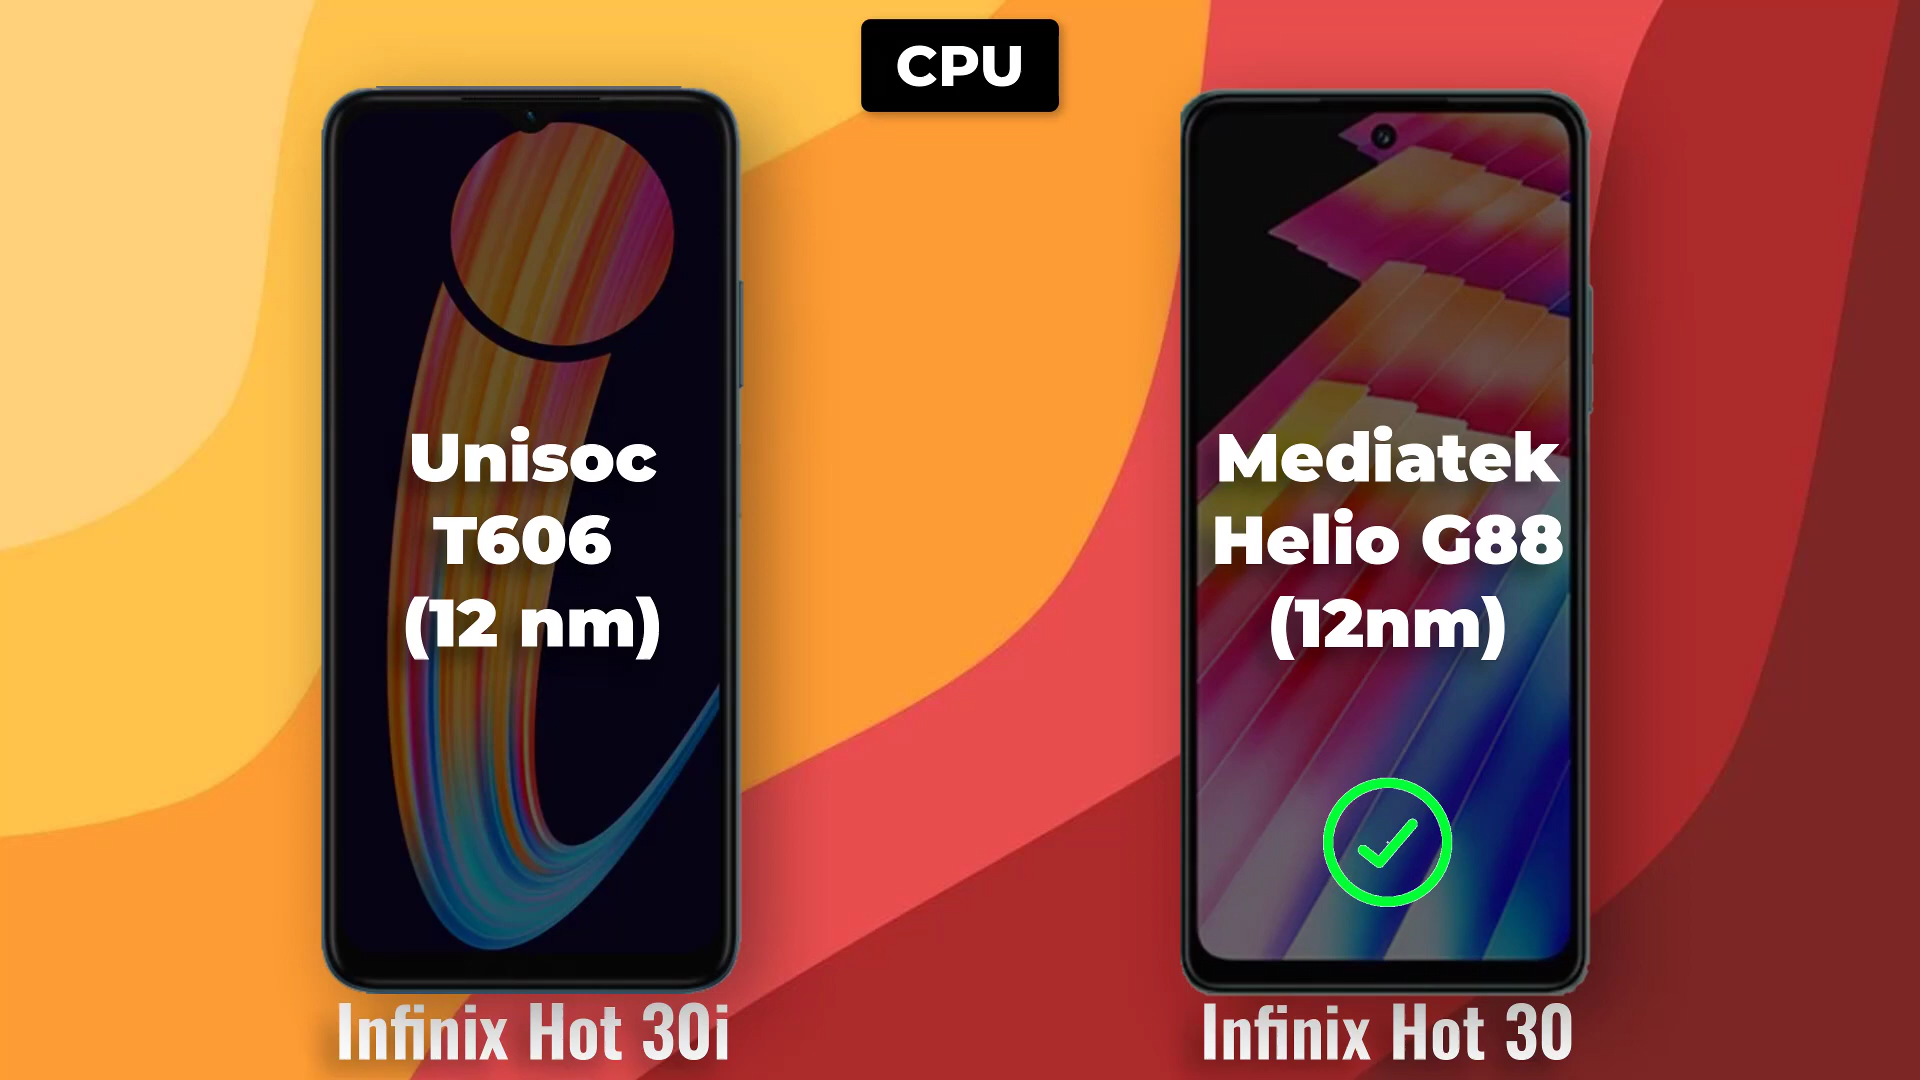 CPU
Unisoc
T606
(12 nm)
Infinix Hot 30i
Mediatek
Helio G88
(12nm)
Infinix Hot 30